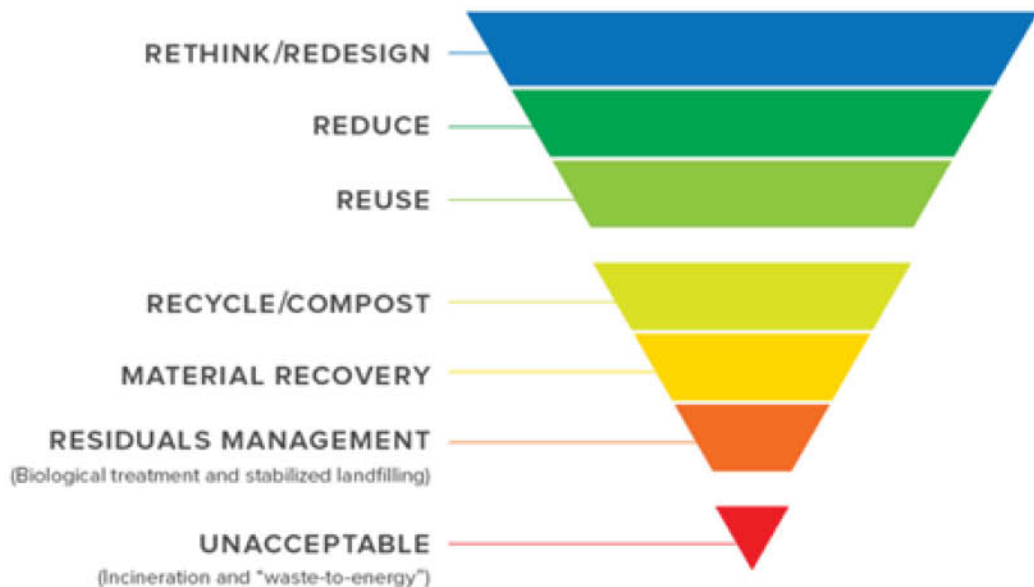 RETHINK/REDESIGN
REDUCE
REUSE
RECYCLE/COMPOST
MATERIAL RECOVERY
RESIDUALS MANAGEMENT
(Biological treatment and stabilized landfilling)
UNACCEPTABLE
(Incineration and "waste-to-energy")